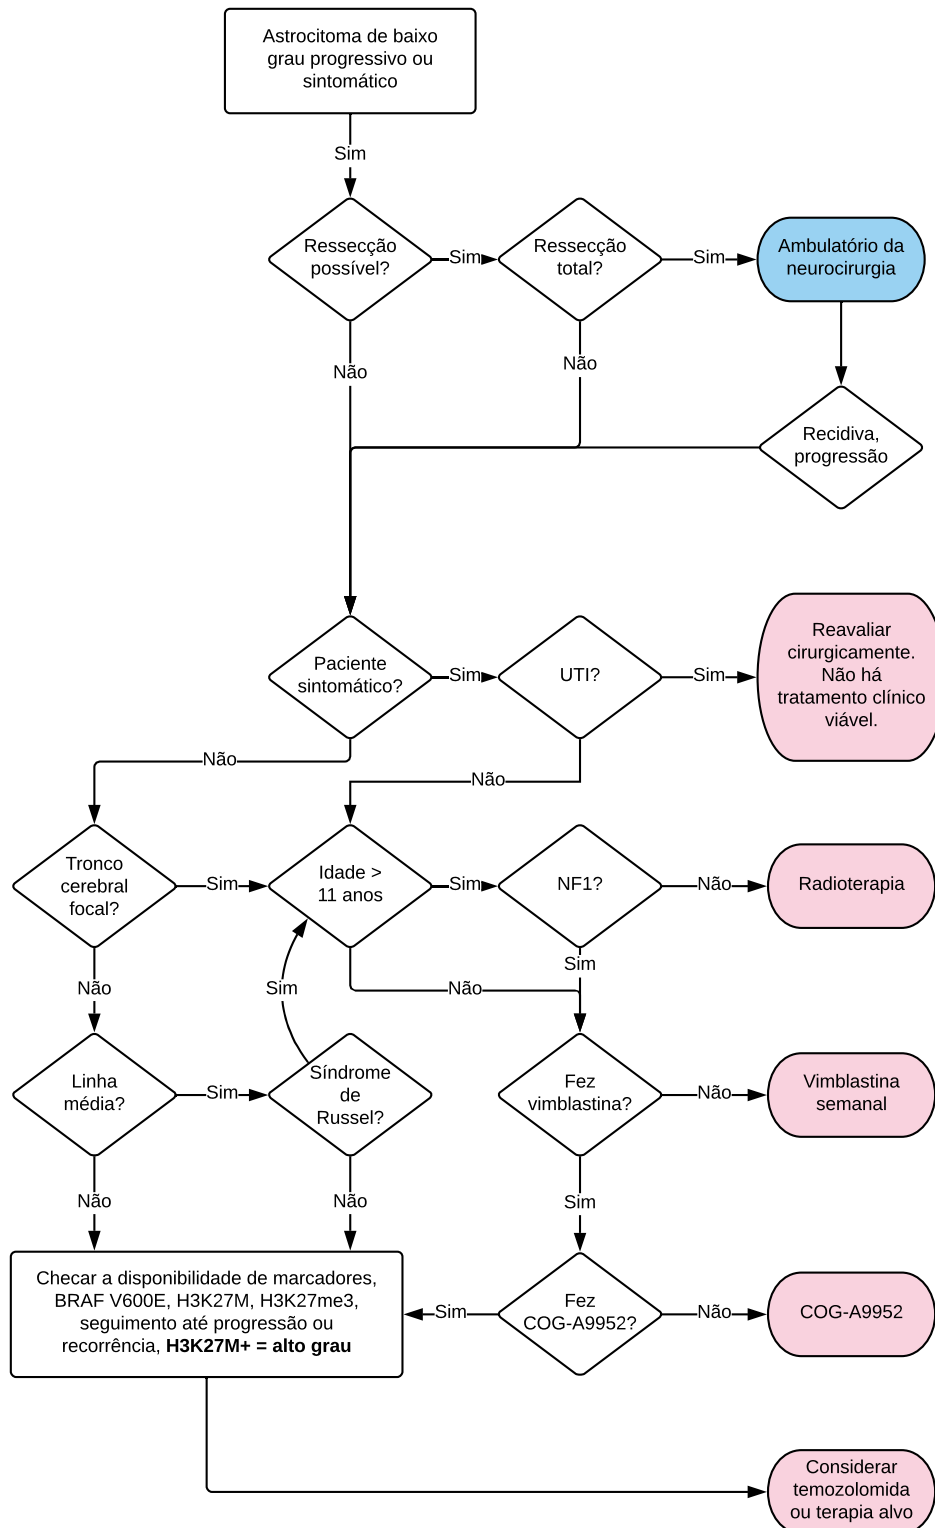 Astrocitoma de baixo
grau progressivo ou
sintomático
Sim
Ressecção
possível?
Sim
Ressecção
total?
Sim
Ambulatório da
neurocirurgia
Não
Não
Recidiva,
progressão
Paciente
sintomático?
Sim
UTI?
Sim
Reavaliar
cirurgicamente.
Não há
tratamento clínico
viável.
Não
Não
Tronco
cerebral
focal?
Sim
Idade >
11 anos
Sim
NF1?
Não
Radioterapia
Não
Sim
Não
Sim
Linha
média?
Sim
Síndrome
de
Russel?
Fez
vimblastina?
Não
Vimblastina
semanal
Não
Não
Sim
Checar a disponibilidade de marcadores,
BRAF V600E, H3K27M, H3K27me3,
seguimento até progressão ou
recorrência, H3K27M+ = alto grau
Sim
Fez
COG-A9952?
Não
COG-A9952
Considerar
temozolomida
ou terapia alvo